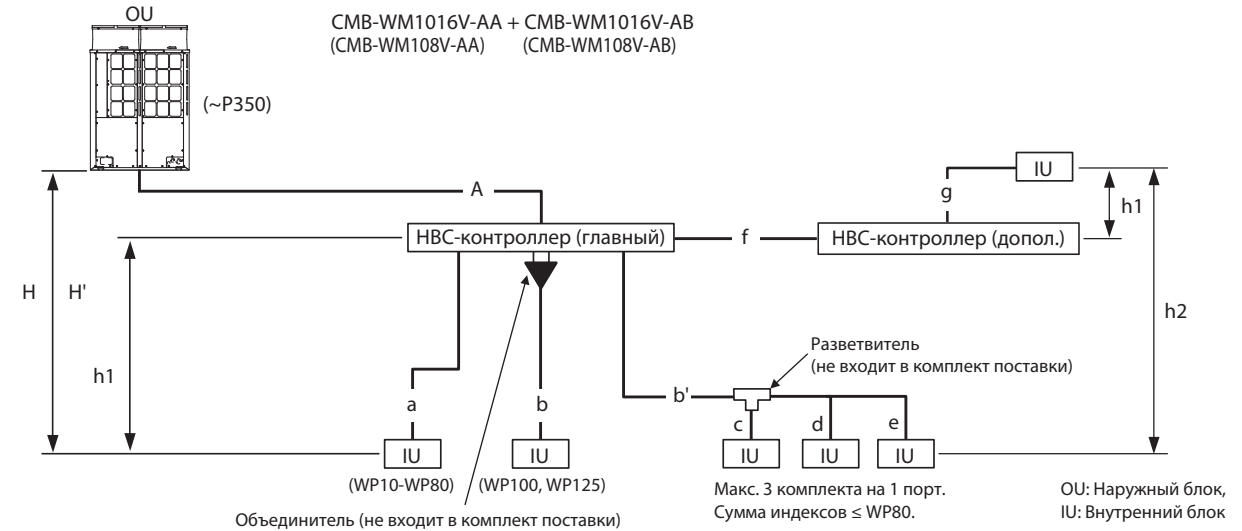 OU
CMB-WM1016V-AA + CMB-WM1016V-AB
(CMB-WM108V-AA) (CMB-WM108V-AB)
(~P350)
A
IU
g
h1
HBC-контроллер (главный)
f
HBC-контроллер (допол.)
H
H'
h2
h1
Разветвитель
(не входит в комплект поставки)
a
b
b'
c
d
e
IU
IU
IU
IU
IU
(WP10-WP80)
(WP100, WP125)
Макс. 3 комплекта на 1 порт.
Сумма индексов ≤ WP80.
OU: Наружный блок,
IU: Внутренний блок
Объединитель (не входит в комплект поставки)